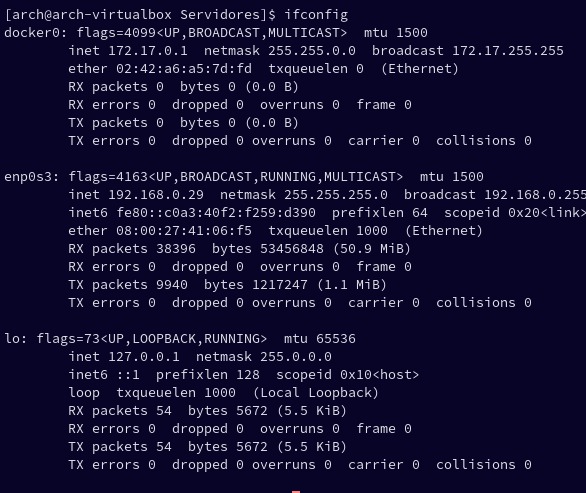 [arch@arch-virtualbox Servidores]$ ifconfig
docker0: flags=4099<UP,BROADCAST,MULTICAST>  mtu 1500
        inet 172.17.0.1  netmask 255.255.0.0  broadcast 172.17.255.255
        ether 02:42:a6:a5:7d:fd  txqueuelen 0  (Ethernet)
        RX packets 0  bytes 0 (0.0 B)
        RX errors 0  dropped 0  overruns 0  frame 0
        TX packets 0  bytes 0 (0.0 B)
        TX errors 0  dropped 0 overruns 0  carrier 0  collisions 0

enp0s3: flags=4163<UP,BROADCAST,RUNNING,MULTICAST>  mtu 1500
        inet 192.168.0.29  netmask 255.255.255.0  broadcast 192.168.0.255
        inet6 fe80::c0a3:40f2:f259:d390  prefixlen 64  scopeid 0x20<link>
        ether 08:00:27:41:06:f5  txqueuelen 1000  (Ethernet)
        RX packets 38396  bytes 53456848 (50.9 MiB)
        RX errors 0  dropped 0  overruns 0  frame 0
        TX packets 9940  bytes 1217247 (1.1 MiB)
        TX errors 0  dropped 0 overruns 0  carrier 0  collisions 0

lo: flags=73<UP,LOOPBACK,RUNNING>  mtu 65536
        inet 127.0.0.1  netmask 255.0.0.0
        inet6 ::1  prefixlen 128  scopeid 0x10<host>
        loop  txqueuelen 1000  (Local Loopback)
        RX packets 54  bytes 5672 (5.5 KiB)
        RX errors 0  dropped 0  overruns 0  frame 0
        TX packets 54  bytes 5672 (5.5 KiB)
        TX errors 0  dropped 0 overruns 0  carrier 0  collisions 0